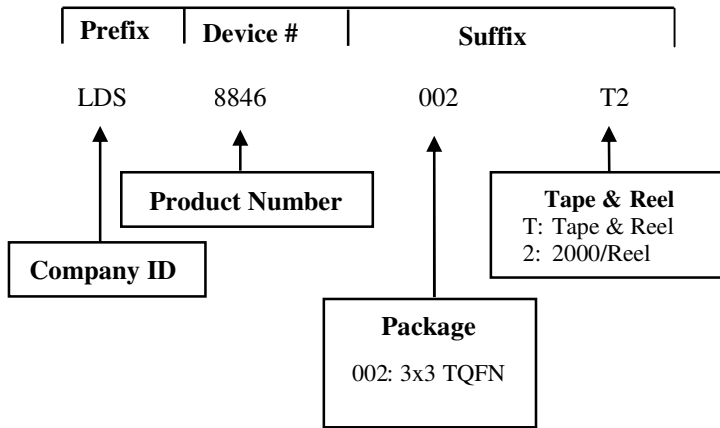 Prefix Device # Suffix
LDS 8846 002 T2
Product Number
Tape & Reel
T: Tape & Reel
2: 2000/Reel
Company ID
Package
002: 3x3 TQFN